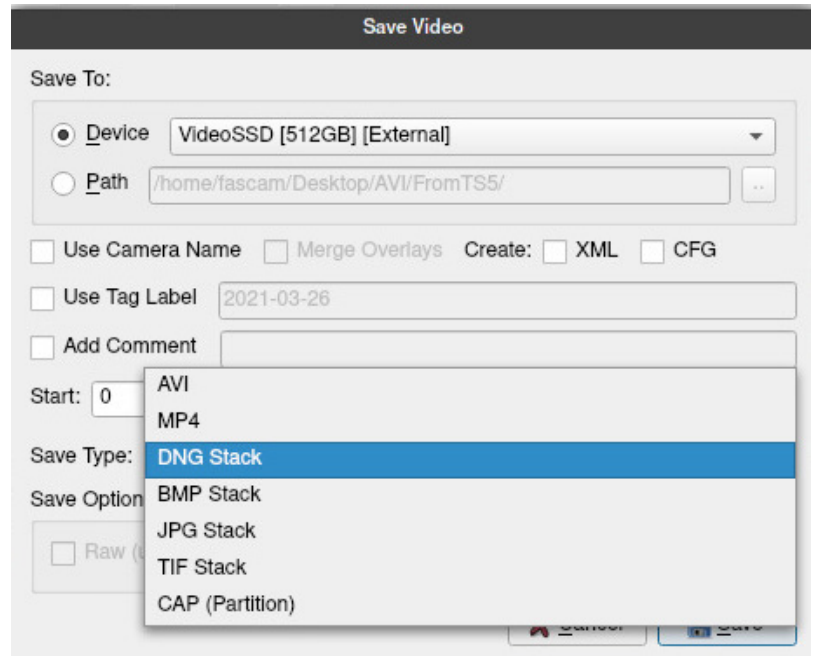 Save Video
Save To:
Device VideoSSD [512GB] [External]
Path /home/fascam/Desktop/AVI/FromTS5/ ..
Use Camera Name Merge Overlays Create: XML CFG
Use Tag Label 2021-03-26
Add Comment
Start: 0
AVI
MP4
Save Type: DNG Stack
Save Option BMP Stack
JPG Stack
Raw (
TIF Stack
CAP (Partition)
Cancel Save